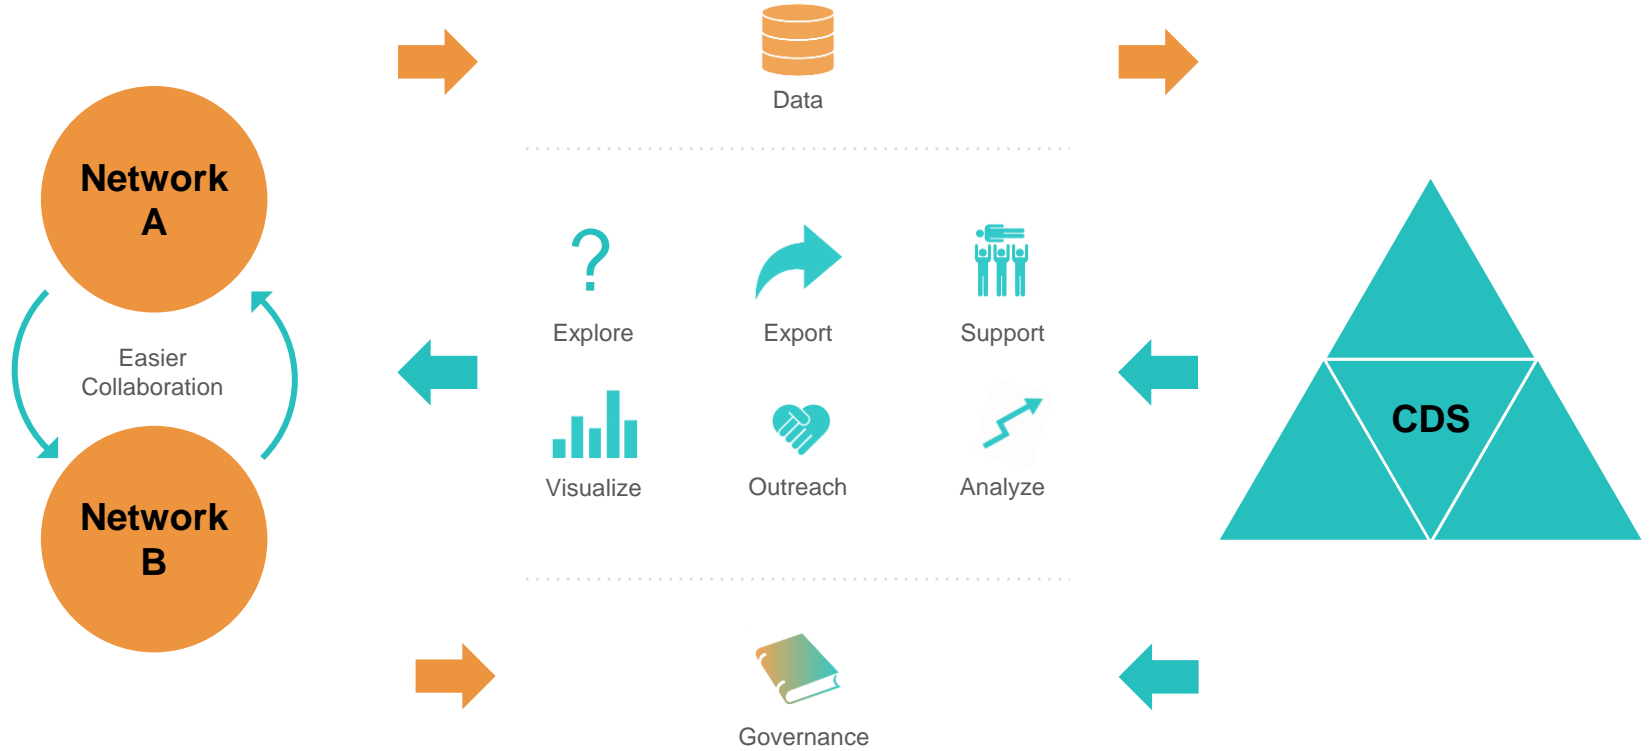 Data
Network
A
?
Explore
Export
Support
Easier
Collaboration
CDS
Visualize
Outreach
Analyze
Network
B
Governance